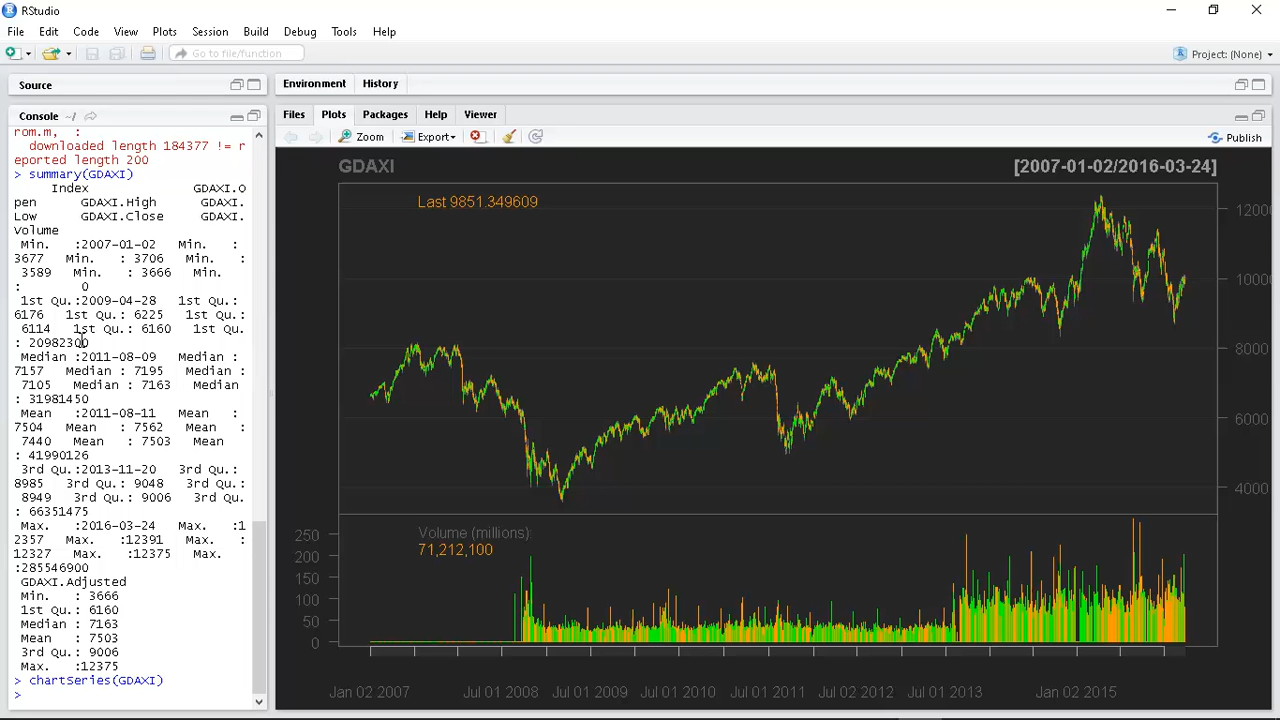 RStudio
File Edit Code View Plots Session Build Debug Tools Help
Go to file/function
Project: (None)
Source
Console ~/
rom.m, :
downloaded length 184377 != r
eported length 200
> summary(GDAXI)
Index GDAXI.O
pen GDAXI.High GDAXI.
Low GDAXI.Close GDAXI.
Volume
Min. :2007-01-02 Min. :
3677 Min. : 3706 Min. :
3589 Min. : 3666 Min.
: 0
1st Qu.:2009-04-28 1st Qu.:
6176 1st Qu.: 6225 1st Qu.:
6114 1st Qu.: 6160 1st Qu.
: 20982300
Median :2011-08-09 Median :
7157 Median : 7195 Median :
7105 Median : 7163 Median
: 31981450
Mean :2011-08-11 Mean :
7504 Mean : 7562 Mean :
7440 Mean : 7503 Mean
: 41990126
3rd Qu.:2013-11-20 3rd Qu.:
8985 3rd Qu.: 9048 3rd Qu.:
8949 3rd Qu.: 9006 3rd Qu.
: 66351475
Max. :2016-03-24 Max. :1
2357 Max. :12391 Max. :
12327 Max. :12375 Max.
:285546900
GDAXI.Adjusted
Min. : 3666
1st Qu.: 6160
Median : 7163
Mean : 7503
3rd Qu.: 9006
Max. :12375
> chartSeries(GDAXI)
>
Environment History
Files Plots Packages Help Viewer
Zoom Export Publish
GDAXI [2007-01-02/2016-03-24]
Last 9851.349609
12000
10000
8000
6000
4000
Volume (millions)
71,212,100
250
200
150
100
50
0
Jan 02 2007 Jul 01 2008 Jul 01 2009 Jul 01 2010 Jul 01 2011 Jul 02 2012 Jul 01 2013 Jan 02 2015